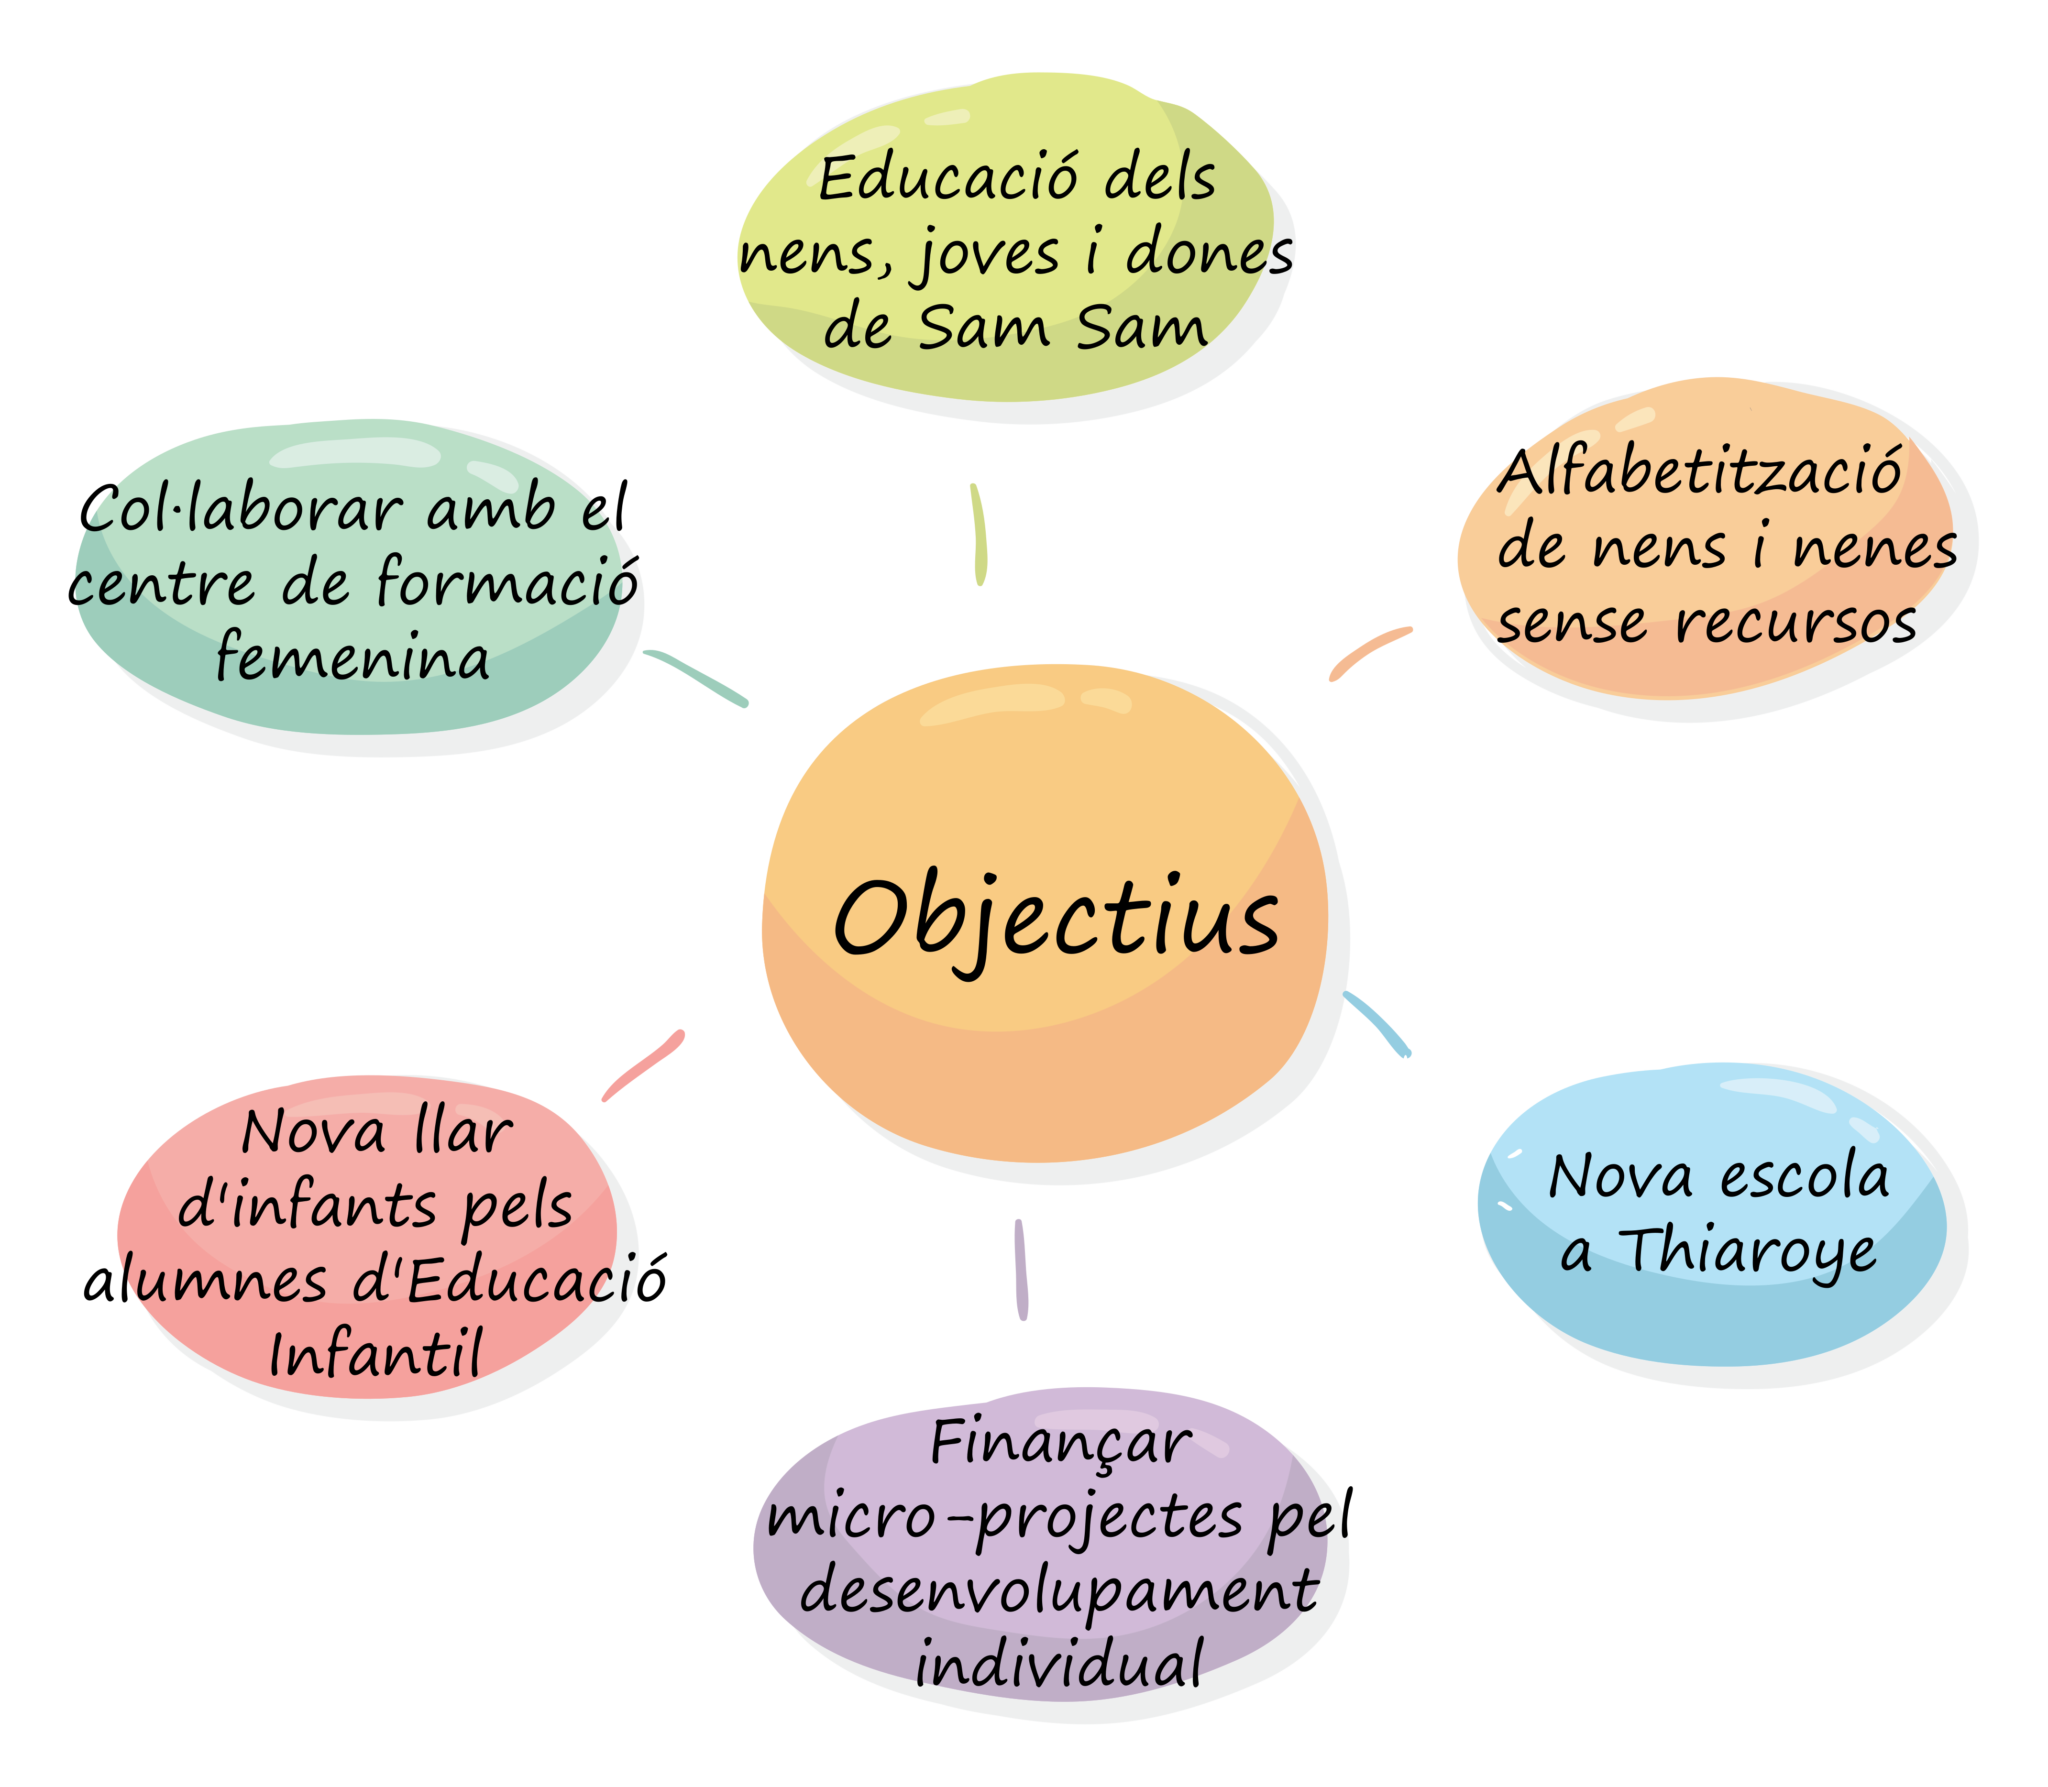 Educació dels
nens, joves i dones
de Sam Sam
Alfabetització
de nens i nenes
sense recursos
Col·laborar amb el
centre de formació
femenina
Objectius
Nova llar
d'infants pels
alumnes d'Educació
Infantil
Nova escola
a Thiaroye
Finançar
micro-projectes pel
desenvolupament
individual